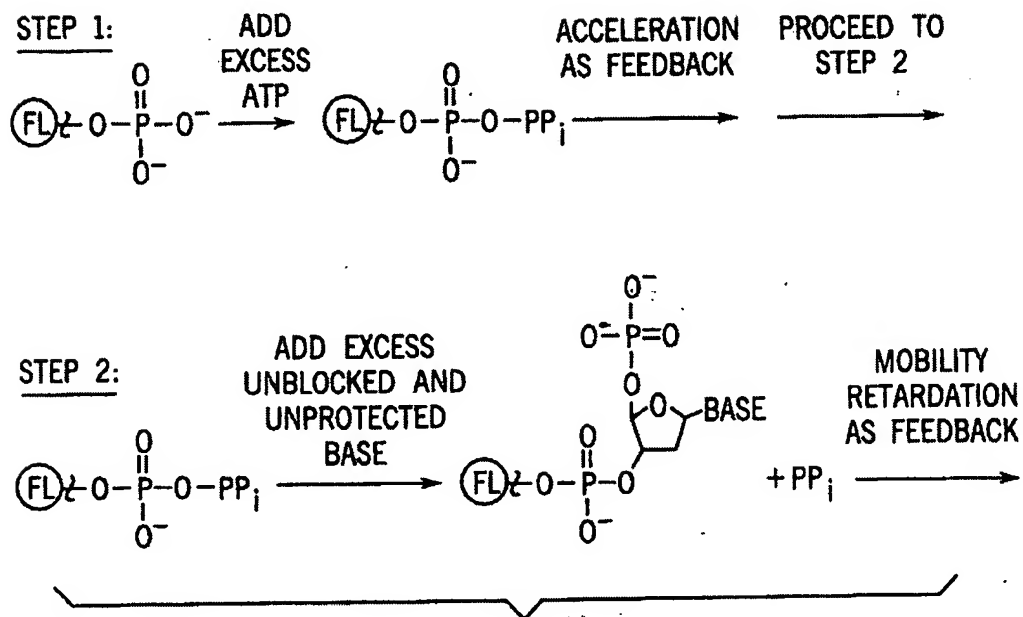 STEP 1:
ADD
EXCESS
ATP
ACCELERATION
AS FEEDBACK
PROCEED TO
STEP 2
FL
O
O-P-O⁻
O⁻
FL
O
O-P-O-PPi
O⁻
STEP 2:
ADD EXCESS
UNBLOCKED AND
UNPROTECTED
BASE
MOBILITY
RETARDATION
AS FEEDBACK
FL
O
O-P-O-PPi
O⁻
O⁻
O⁻-P=O
O
O
BASE
FL
O
O-P-O
O⁻
+PPi